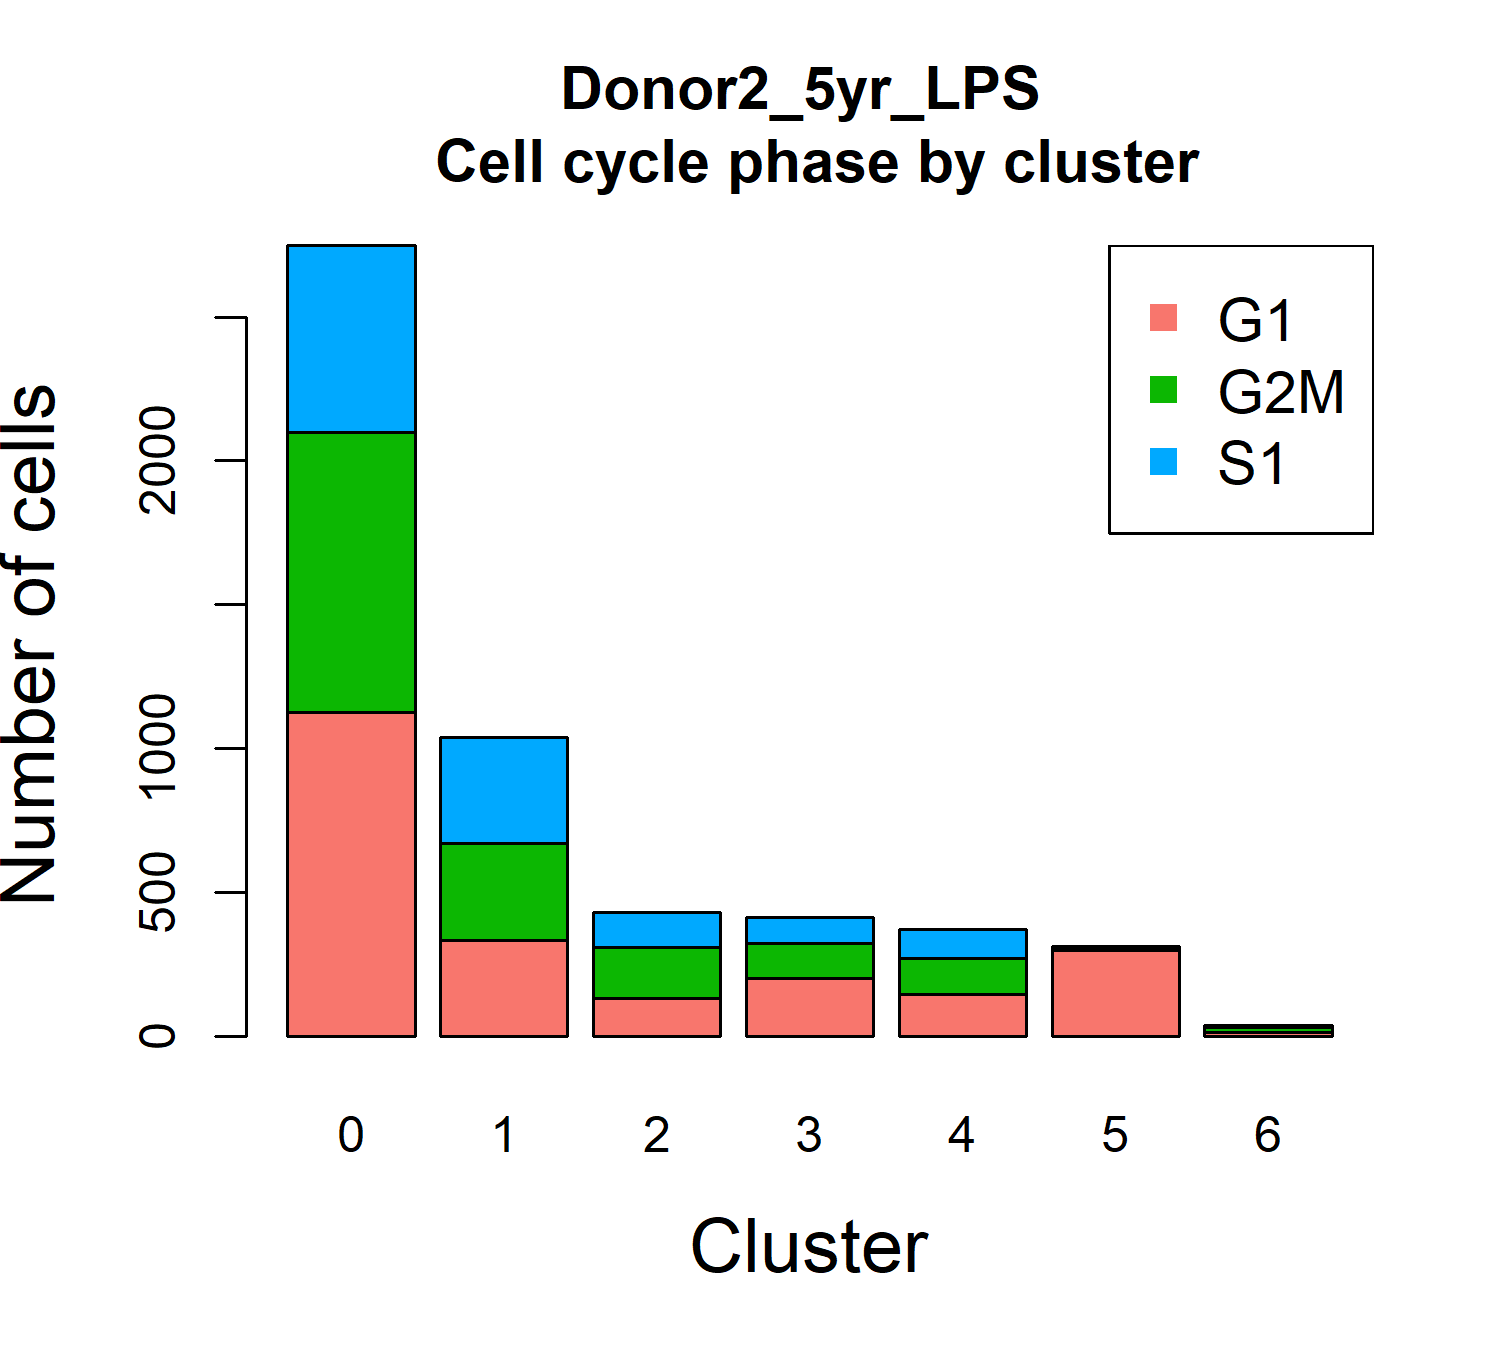 Donor2_5yr_LPS
Cell cycle phase by cluster
G1
G2M
S1
Number of cells
2000
1000
500
0
0 1 2 3 4 5 6
Cluster